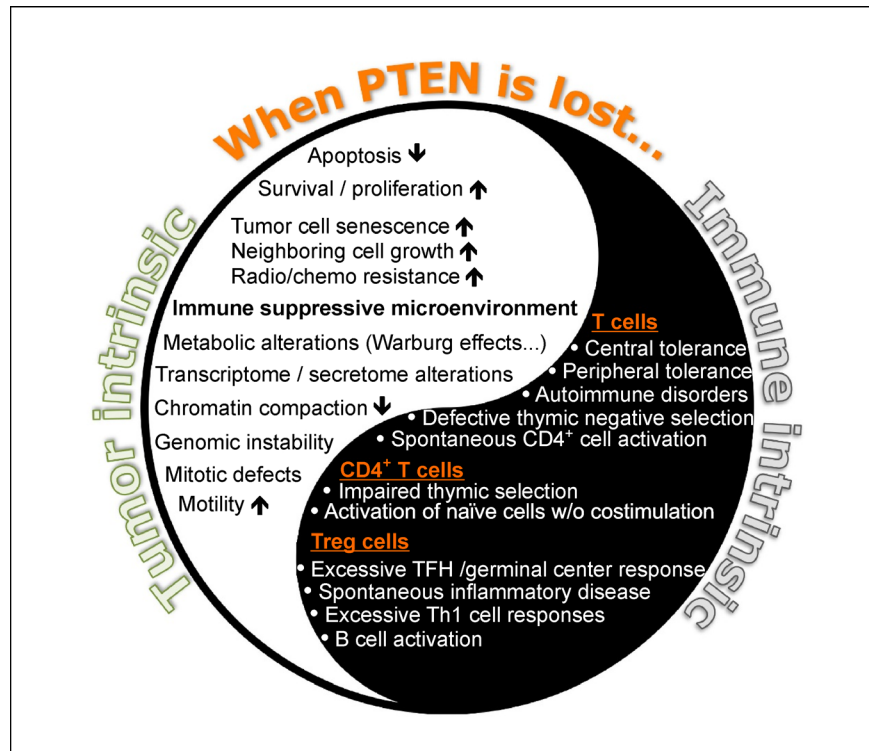 When PTEN is lost...
Tumor intrinsic
Immune intrinsic
Apoptosis ↓
Survival / proliferation ↑
Tumor cell senescence ↑
Neighboring cell growth ↑
Radio/chemo resistance ↑
Immune suppressive microenvironment
Metabolic alterations (Warburg effects...)
Transcriptome / secretome alterations
Chromatin compaction ↓
Genomic instability
Mitotic defects
Motility ↑
T cells
• Central tolerance
• Peripheral tolerance
• Autoimmune disorders
• Defective thymic negative selection
• Spontaneous CD4⁺ cell activation
CD4⁺ T cells
• Impaired thymic selection
• Activation of naïve cells w/o costimulation
Treg cells
• Excessive TFH /germinal center response
• Spontaneous inflammatory disease
• Excessive Th1 cell responses
• B cell activation